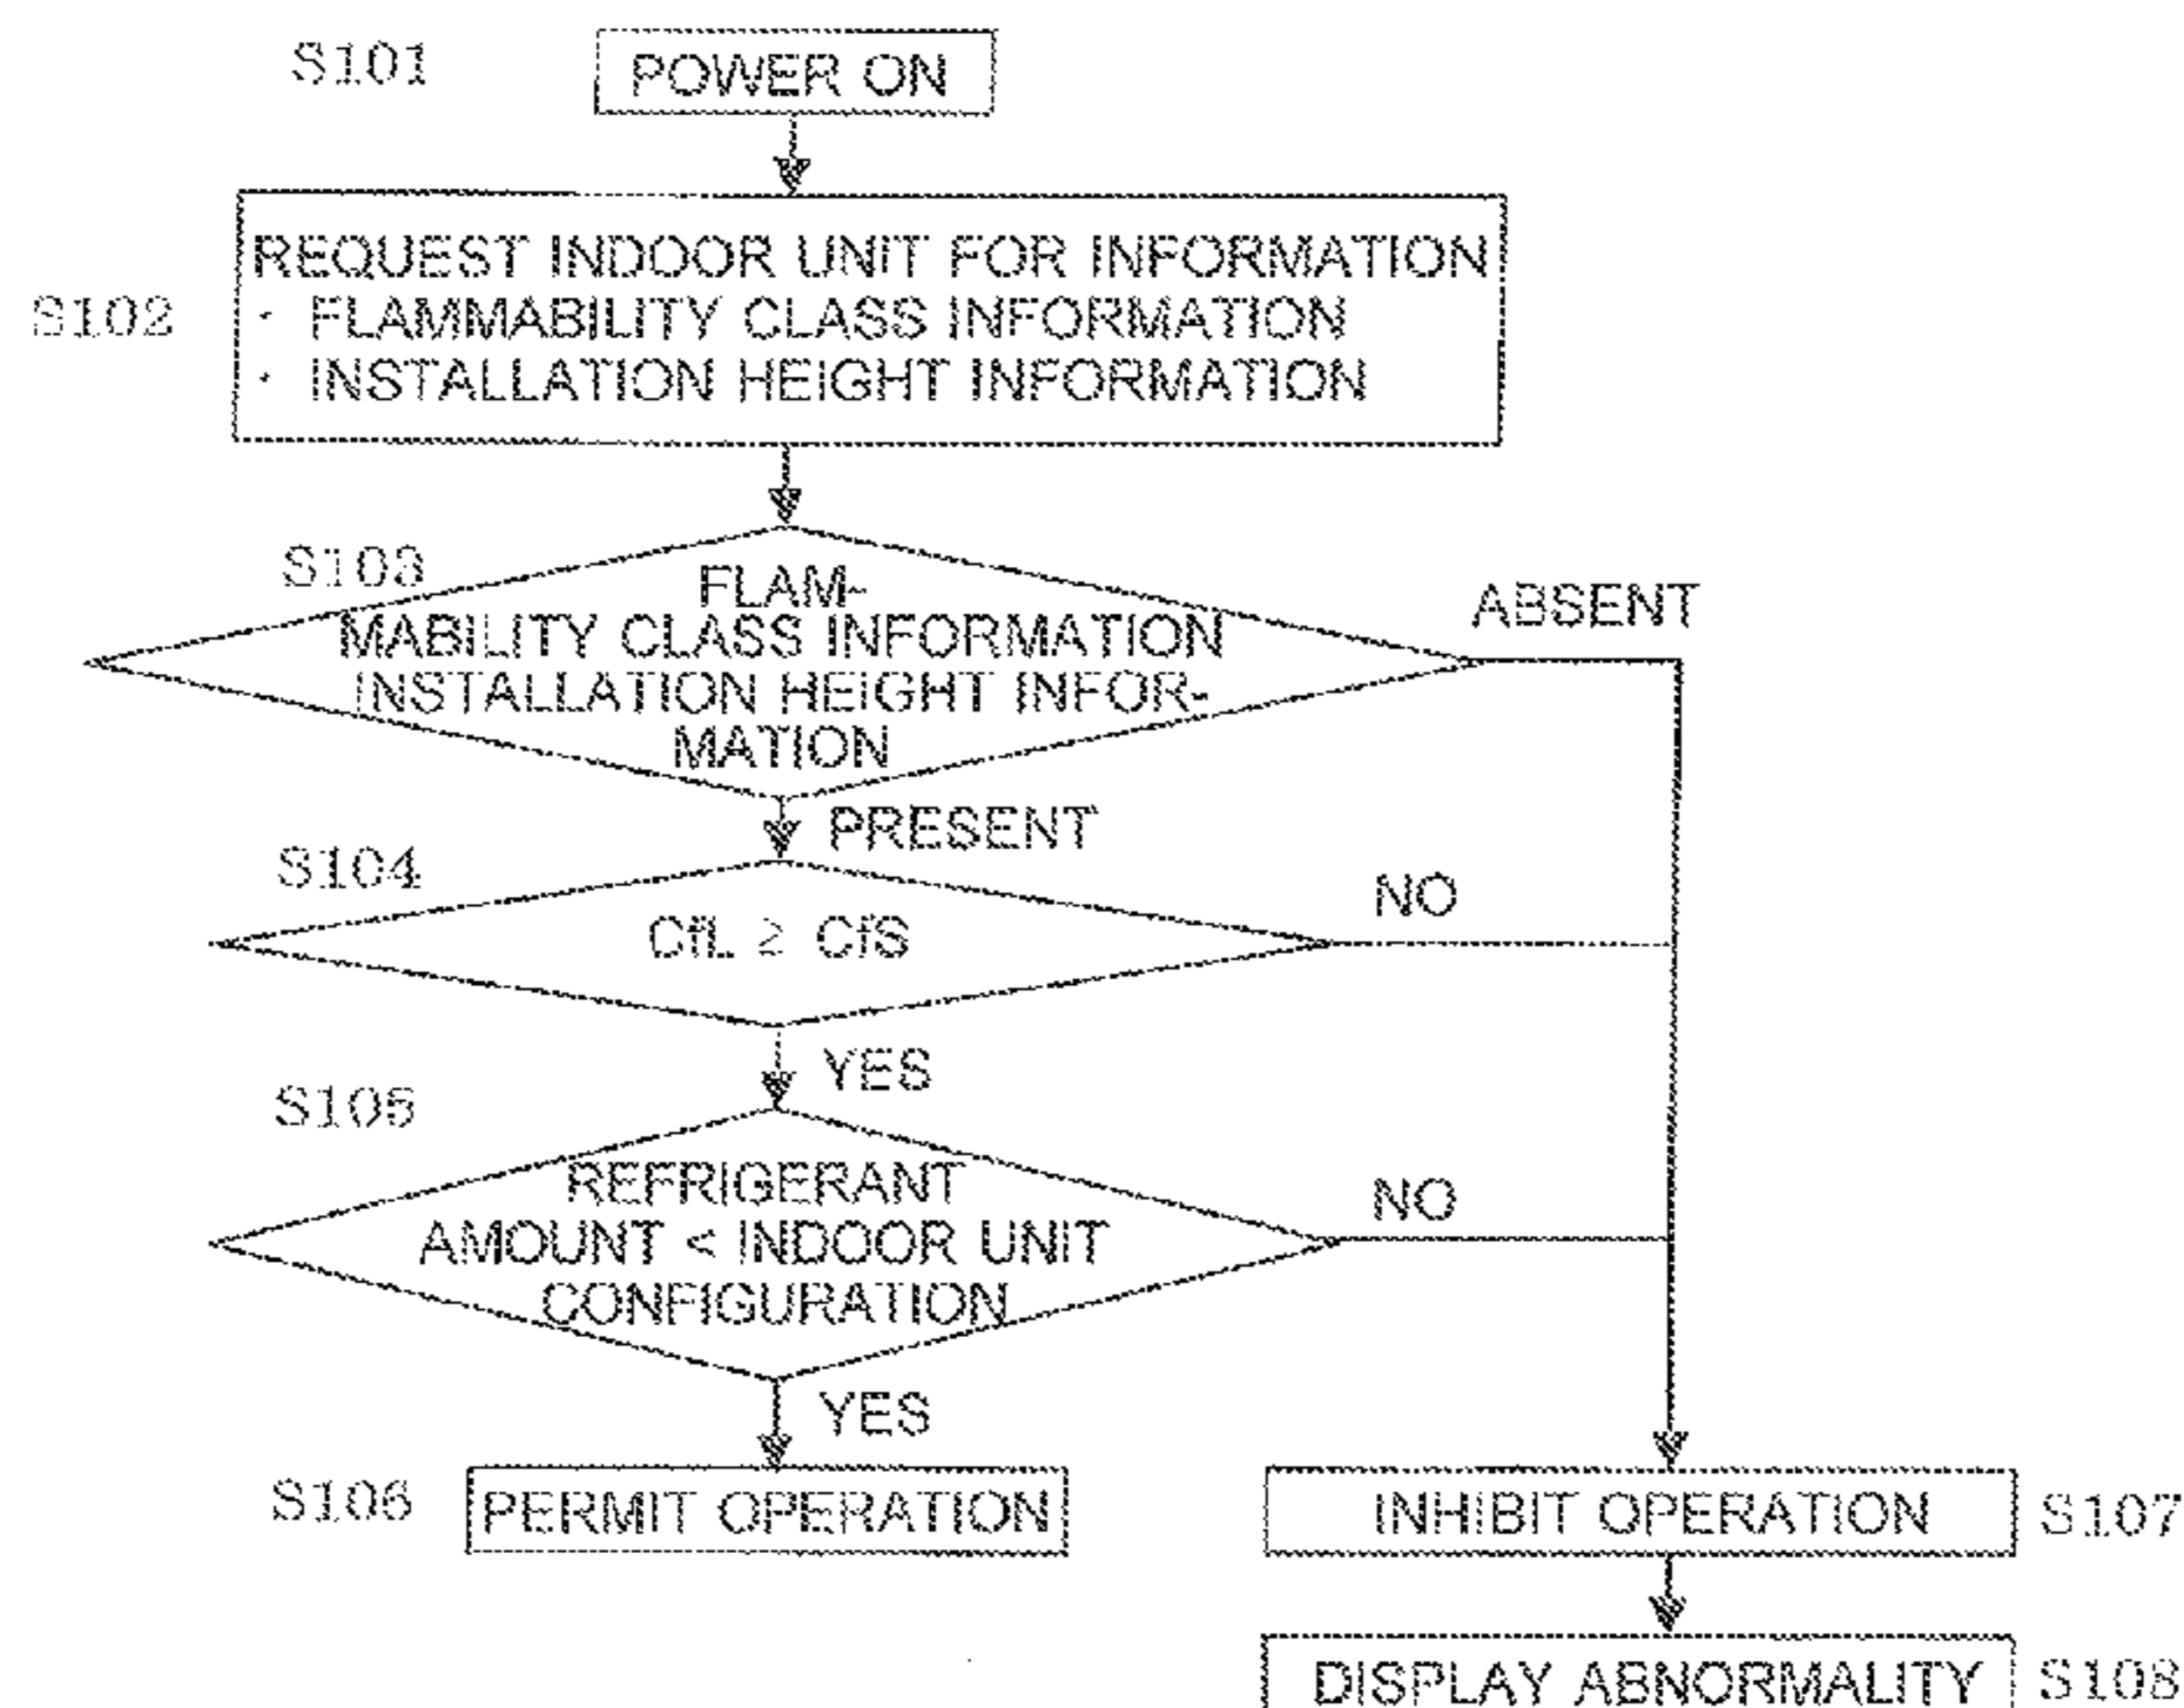 S101
POWER ON
S102
REQUEST INDOOR UNIT FOR INFORMATION
· FLAMMABILITY CLASS INFORMATION
· INSTALLATION HEIGHT INFORMATION
S103
FLAM-
MABILITY CLASS INFORMATION
INSTALLATION HEIGHT INFOR-
MATION
ABSENT
PRESENT
S104
CfL ≥ CfS
NO
YES
S105
REFRIGERANT
AMOUNT < INDOOR UNIT
CONFIGURATION
NO
YES
S106
PERMIT OPERATION
INHIBIT OPERATION
S107
DISPLAY ABNORMALITY
S108